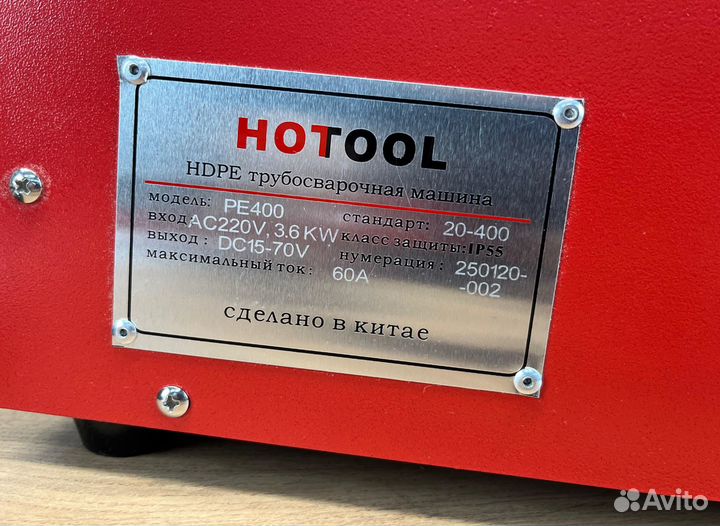 HOTOOL
HDPE трубосварочная машина
модель: PE400 стандарт: 20-400
вход: AC220V, 3.6 KW класс защиты: IP55
выход : DC15-70V нумерация : 250120-
максимальный ток: 60A -002
сделано в китае
Avito